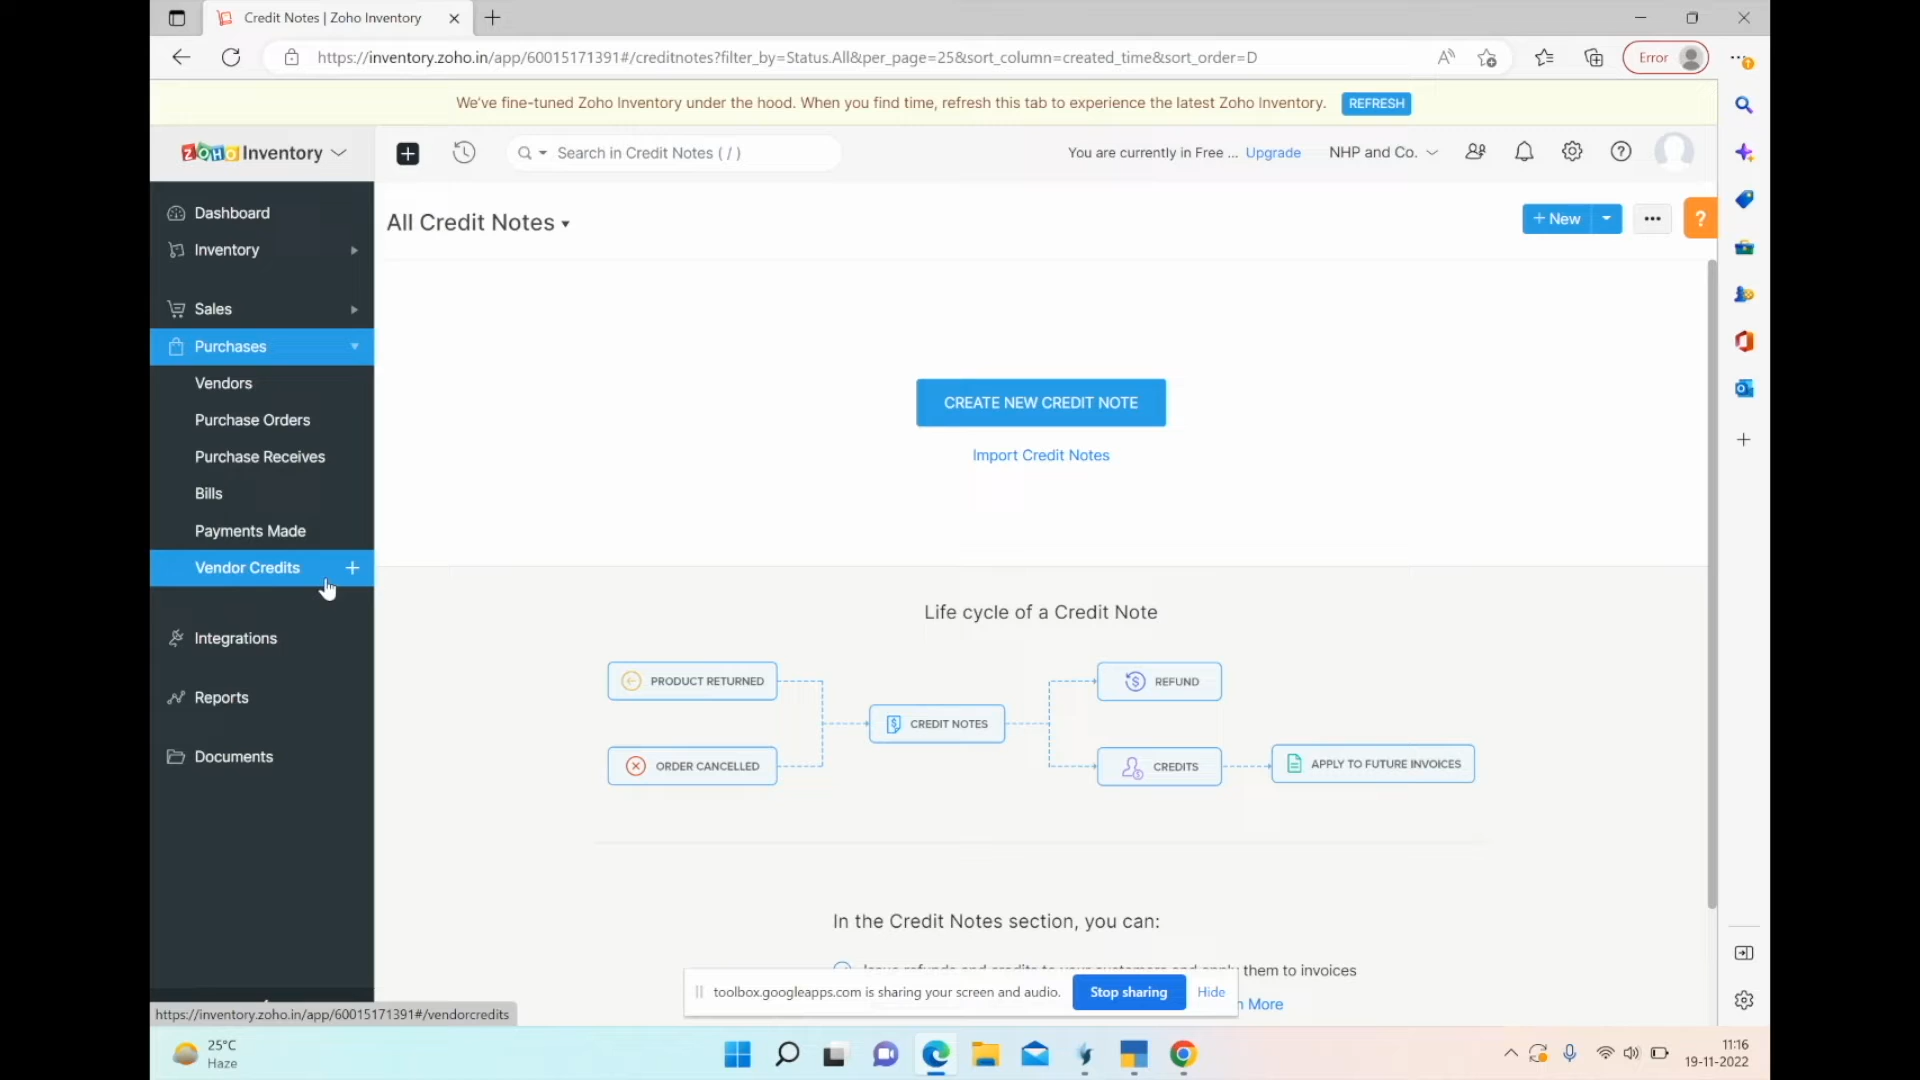 Credit Notes | Zoho Inventory
https://inventory.zoho.in/app/60015171391#/creditnotes?filter_by=Status.All&per_page=25&sort_column=created_time&sort_order=D
Error
We've fine-tuned Zoho Inventory under the hood. When you find time, refresh this tab to experience the latest Zoho Inventory.
REFRESH
ZOHO Inventory
Search in Credit Notes ( / )
You are currently in Free ... Upgrade
NHP and Co.
Dashboard
Inventory
Sales
Purchases
Vendors
Purchase Orders
Purchase Receives
Bills
Payments Made
Vendor Credits
Integrations
Reports
Documents
All Credit Notes
+ New
CREATE NEW CREDIT NOTE
Import Credit Notes
Life cycle of a Credit Note
PRODUCT RETURNED
ORDER CANCELLED
CREDIT NOTES
REFUND
CREDITS
APPLY TO FUTURE INVOICES
In the Credit Notes section, you can:
them to invoices
More
toolbox.googleapps.com is sharing your screen and audio.
Stop sharing
Hide
https://inventory.zoho.in/app/60015171391#/vendorcredits
25°C
Haze
11:16
19-11-2022